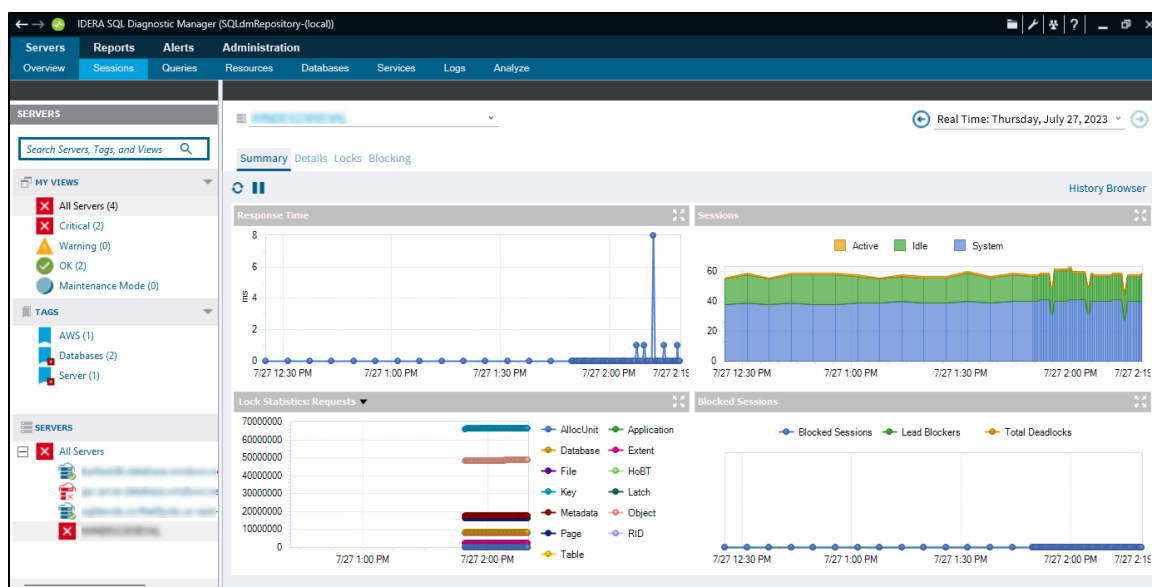 IDERA SQL Diagnostic Manager (SQLdmRepository-(local))
Servers Reports Alerts Administration
Overview Sessions Queries Resources Databases Services Logs Analyze
SERVERS
Real Time: Thursday, July 27, 2023
Search Servers, Tags, and Views
Summary Details Locks Blocking
MY VIEWS
History Browser
All Servers (4)
Critical (2)
Warning (0)
OK (2)
Maintenance Mode (0)
TAGS
AWS (1)
Databases (2)
Server (1)
SERVERS
All Servers
Response Time
8
6
ms
4
2
0
7/27 12:30 PM 7/27 1:00 PM 7/27 1:30 PM 7/27 2:00 PM 7/27 2:15
Sessions
Active Idle System
60
40
20
0
7/27 12:30 PM 7/27 1:00 PM 7/27 1:30 PM 7/27 2:00 PM 7/27 2:15
Lock Statistics: Requests
70000000
60000000
50000000
40000000
30000000
20000000
10000000
0
7/27 1:00 PM 7/27 2:00 PM
AllocUnit Application
Database Extent
File HoBT
Key Latch
Metadata Object
Page RID
Table
Blocked Sessions
Blocked Sessions Lead Blockers Total Deadlocks
7/27 12:30 PM 7/27 1:00 PM 7/27 1:30 PM 7/27 2:00 PM 7/27 2:15